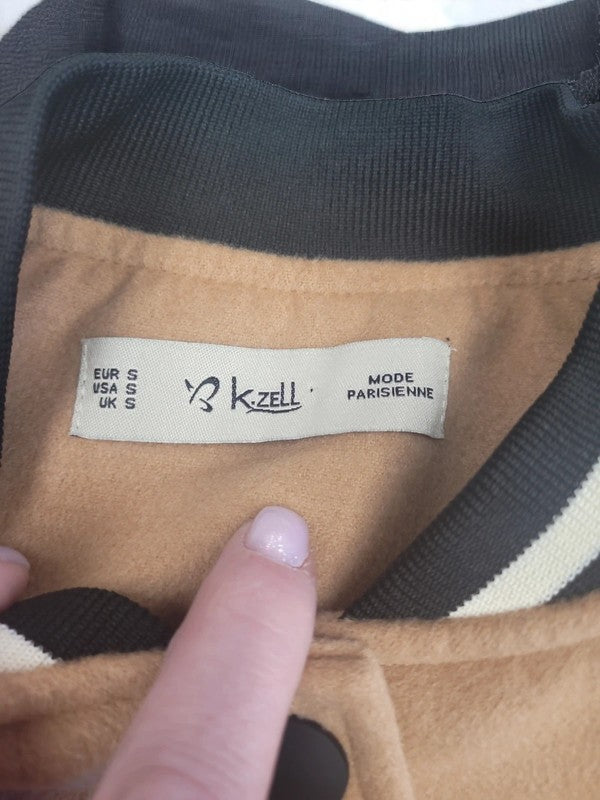 EUR S
USA S
UK S
K.ZELL
MODE
PARISIENNE